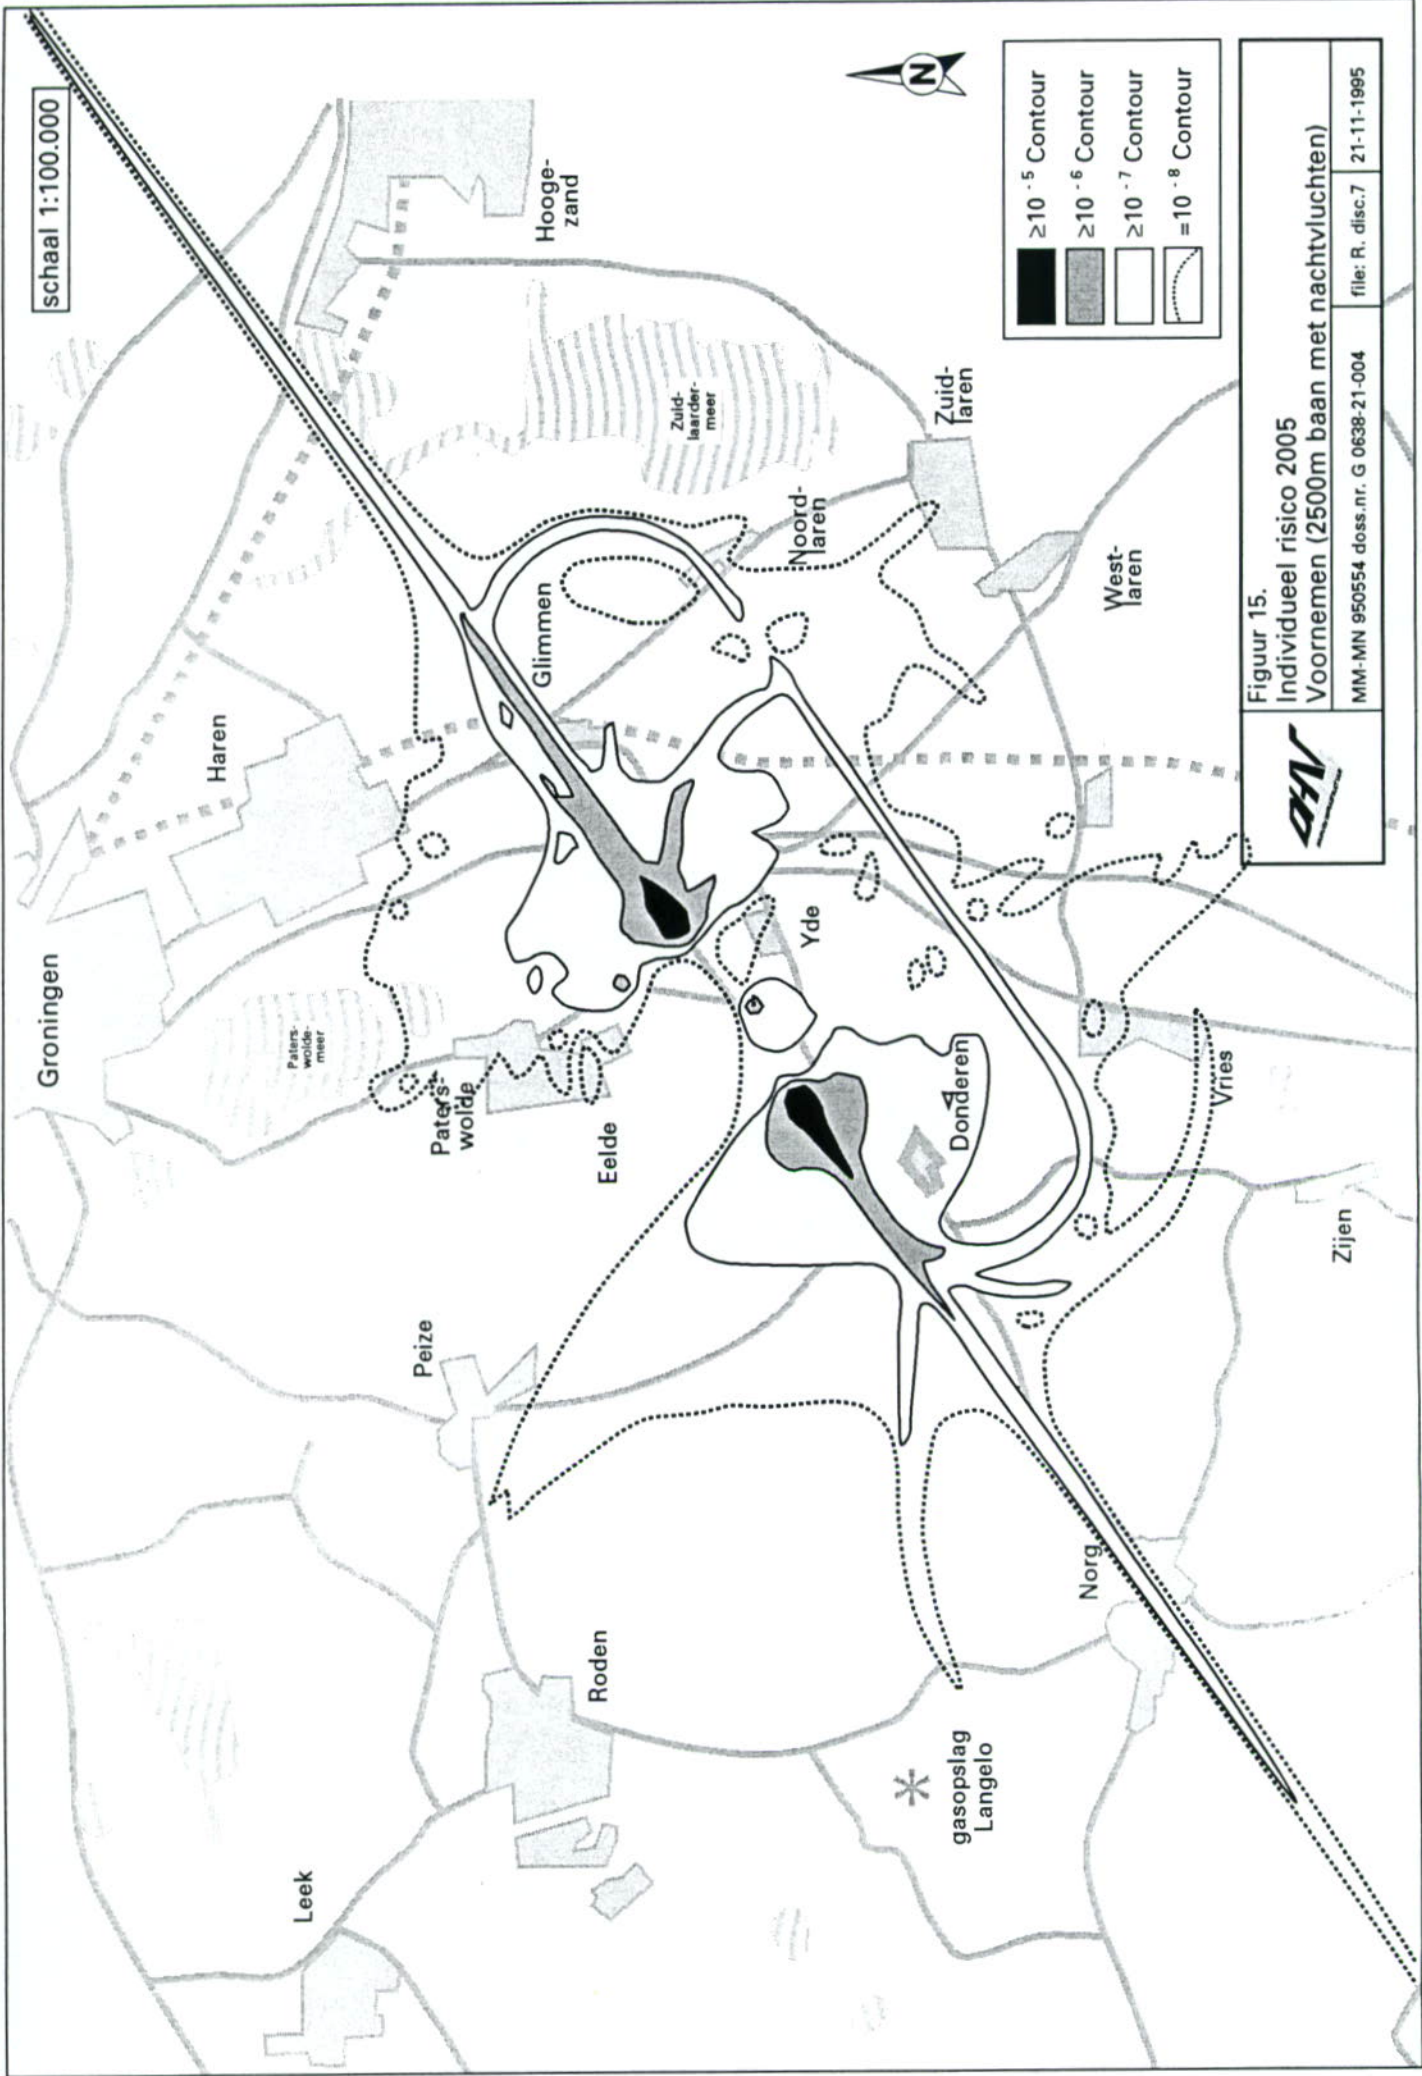 schaal 1:100.000
Groningen
Haren
Hooge-
zand
Paters-
wolde-
meer
Paters-
wolde
Eelde
Glimmen
Zuid-
laarder-
meer
Noord-
laren
Zuid-
laren
West-
laren
Yde
Donderen
Vries
Zijen
Peize
Roden
Leek
Norg
gasopslag
Langelo
N
≥10 -5 Contour
≥10 -6 Contour
≥10 -7 Contour
=10 -8 Contour
Figuur 15.
Individueel risico 2005
Voornemen (2500m baan met nachtvluchten)
MM-MN 950554 doss.nr. G 0638-21-004
file: R. disc.7
21-11-1995
DHV